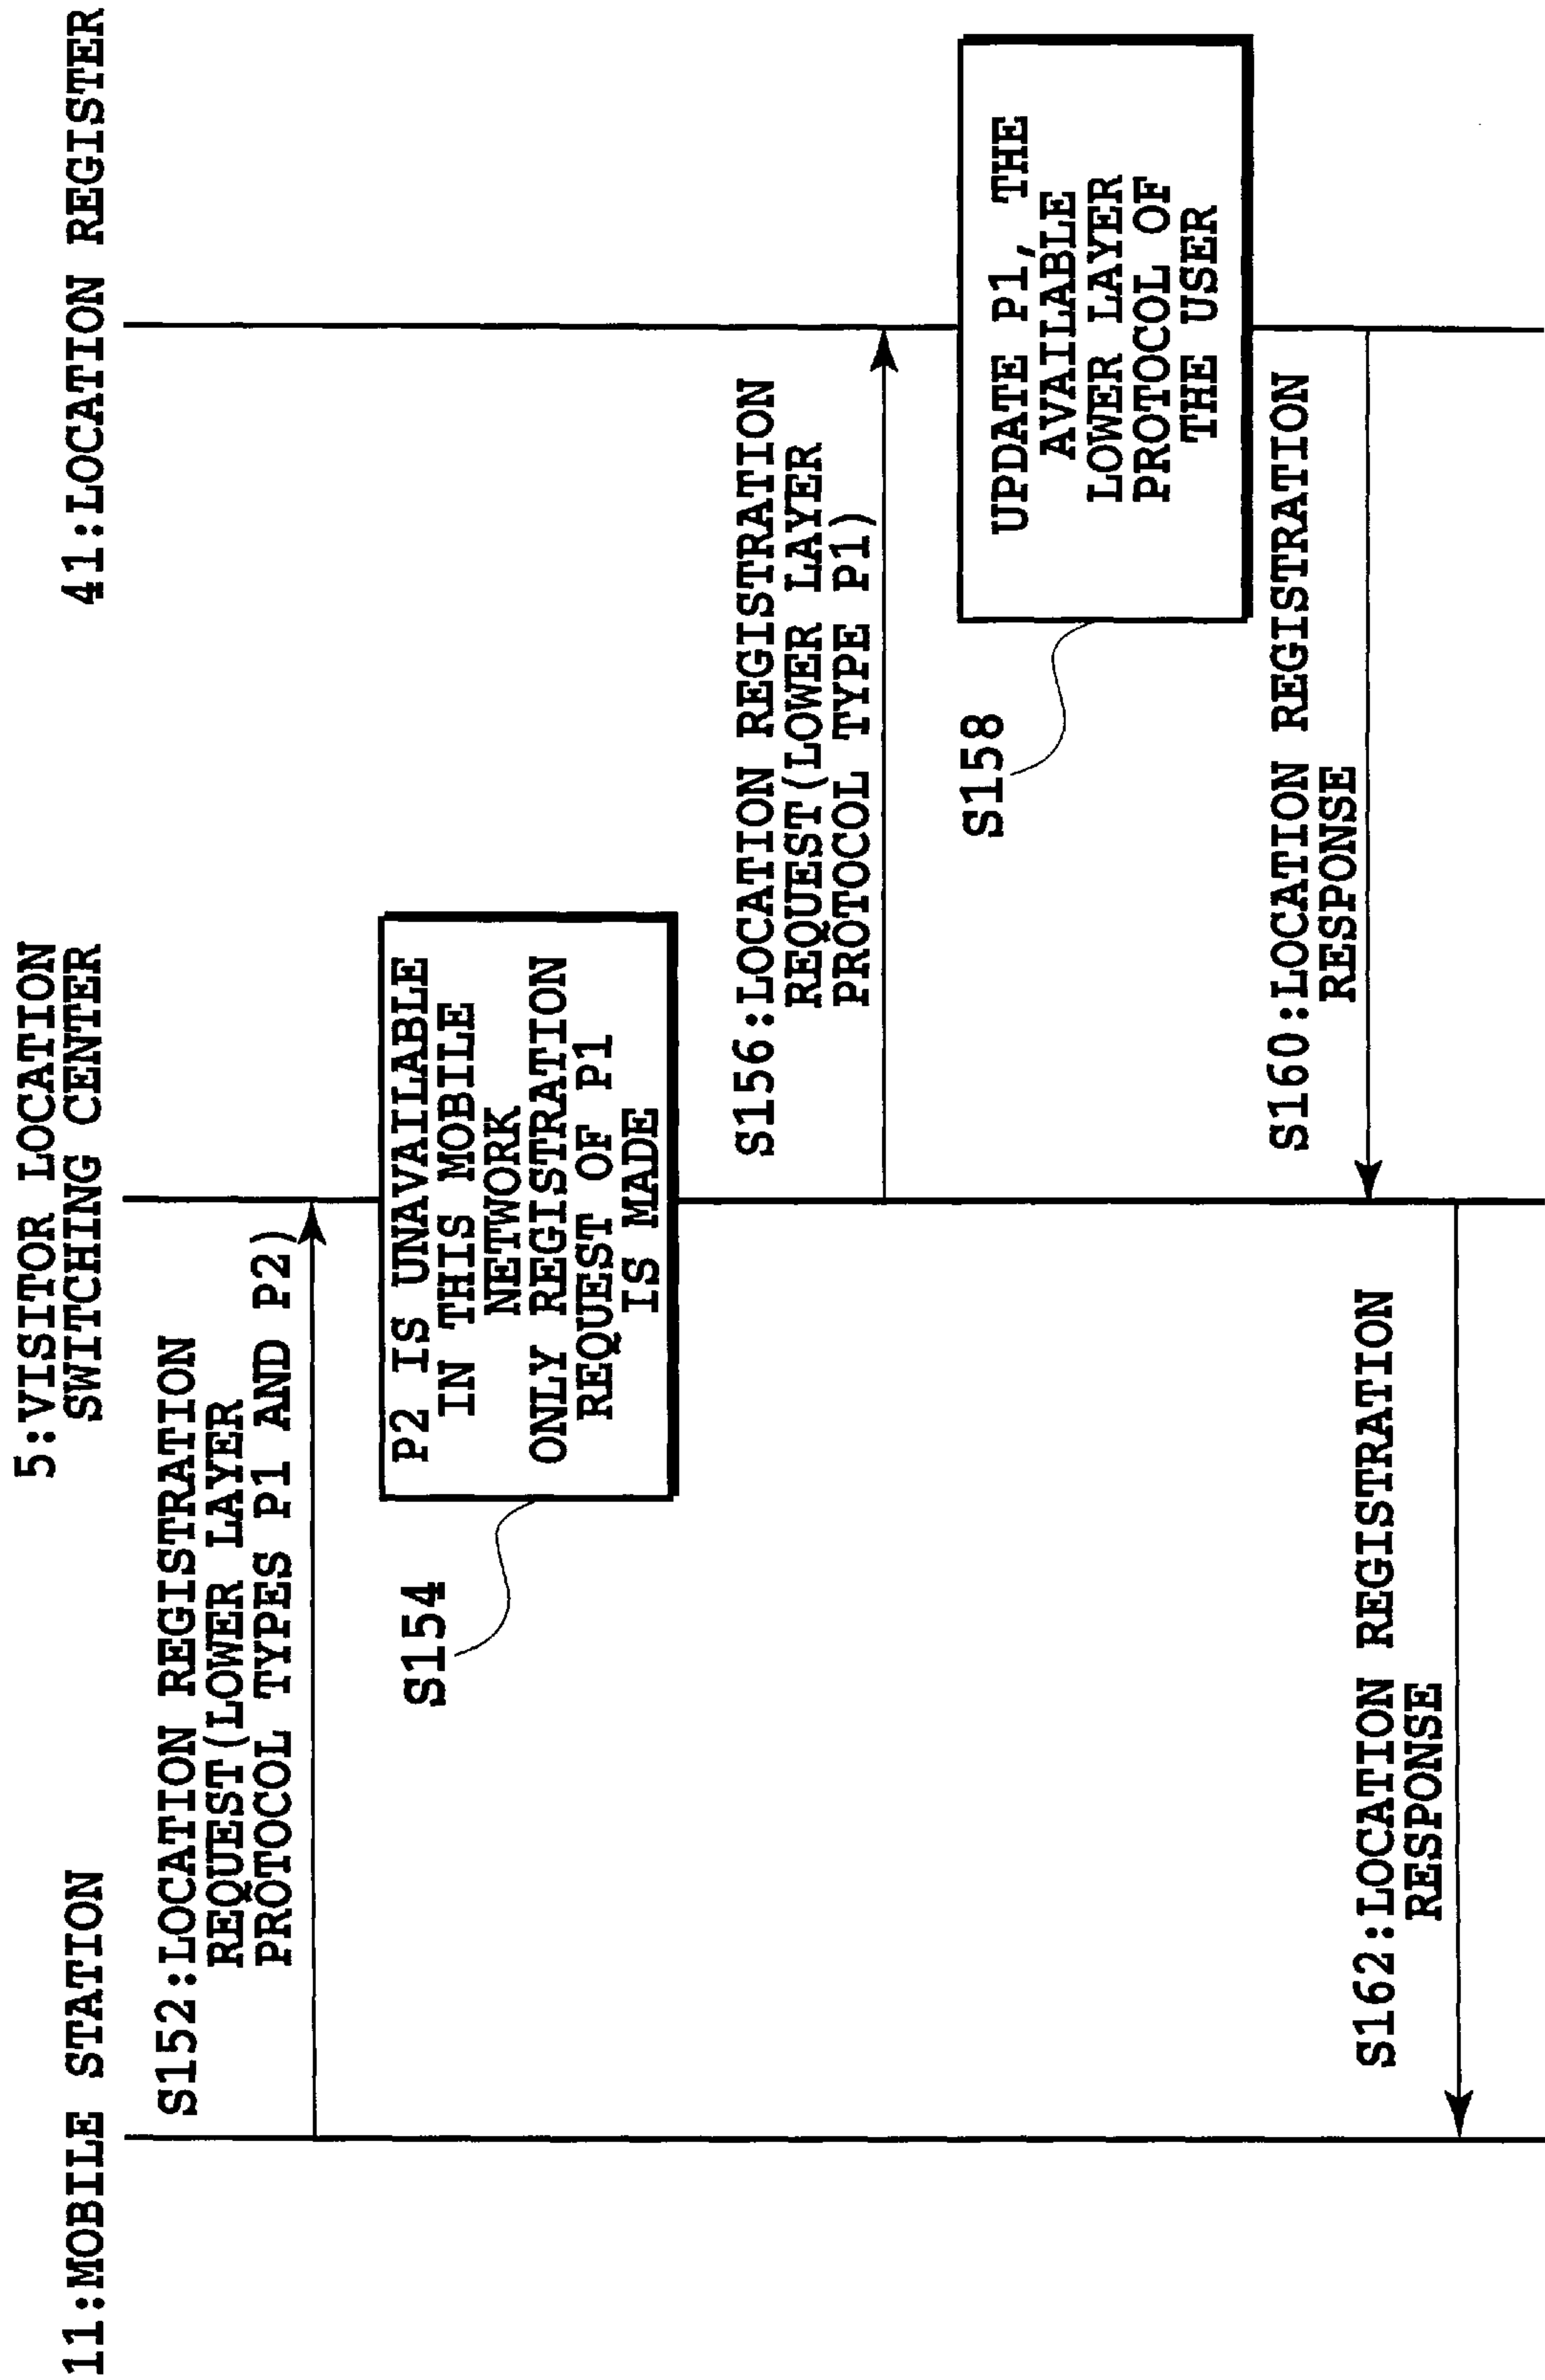 11:MOBILE STATION
5:VISITOR LOCATION
SWITCHING CENTER
41:LOCATION REGISTER
S152:LOCATION REGISTRATION
REQUEST(LOWER LAYER
PROTOCOL TYPES P1 AND P2)
P2 IS UNAVAILABLE
IN THIS MOBILE
NETWORK
ONLY REGISTRATION
REQUEST OF P1
IS MADE
S154
S156:LOCATION REGISTRATION
REQUEST(LOWER LAYER
PROTOCOL TYPE P1)
UPDATE P1, THE
AVAILABLE
LOWER LAYER
PROTOCOL OF
THE USER
S158
S160:LOCATION REGISTRATION
RESPONSE
S162:LOCATION REGISTRATION
RESPONSE